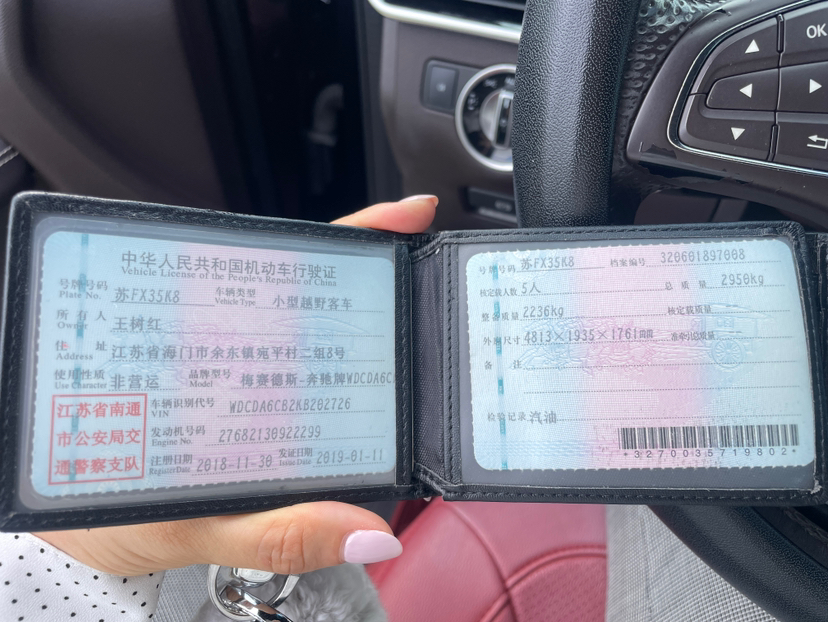 中华人民共和国机动车行驶证
Vehicle License of the People's Republic of China
号牌号码 Plate No. 苏FX35K8 车辆类型 Vehicle Type 小型越野客车
所有人 Owner 王树红
住址 Address 江苏省海门市余东镇宛平村二组8号
使用性质 Use Character 非营运 品牌型号 Model 梅赛德斯-奔驰牌WDCDA6C
江苏省南通
市公安局交
通警察支队
车辆识别代号 VIN WDCDA6CB2KB202726
发动机号码 Engine No. 27682130922299
注册日期 Register Date 2018-11-30 发证日期 Issue Date 2019-01-11
号牌号码 苏FX35K8 档案编号 320601897008
核定载人数 5人 总质量 2950kg
整备质量 2236kg 核定载质量
外廓尺寸 4813×1935×1761mm 准牵引总质量
备注
检验记录 汽油
*3270035719802*
OK